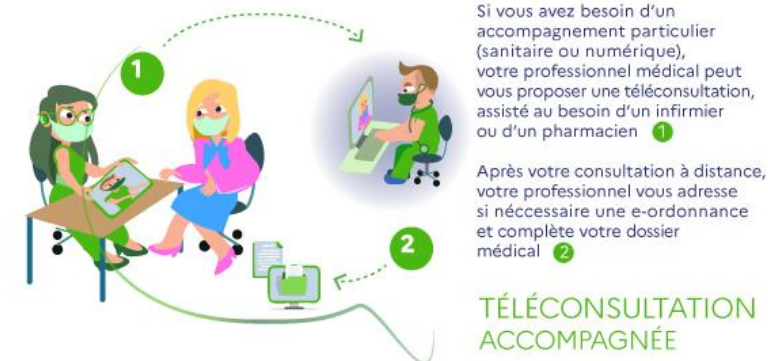 1
2
Si vous avez besoin d'un
accompagnement particulier
(sanitaire ou numérique),
votre professionnel médical peut
vous proposer une téléconsultation,
assisté au besoin d'un infirmier
ou d'un pharmacien 1
Après votre consultation à distance,
votre professionnel vous adresse
si néccessaire une e-ordonnance
et complète votre dossier
médical 2
TÉLÉCONSULTATION
ACCOMPAGNÉE